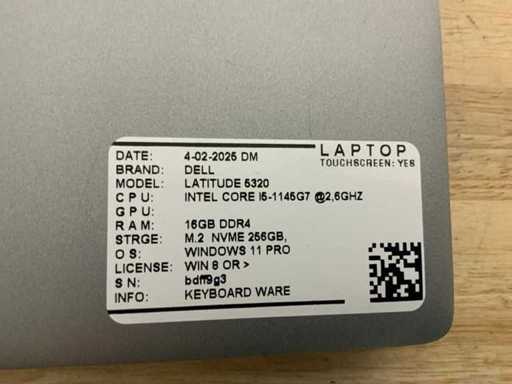 LAPTOP
TOUCHSCREEN: YES
DATE: 4-02-2025 DM
BRAND: DELL
MODEL: LATITUDE 5320
CPU: INTEL CORE I5-1145G7 @2,6GHZ
GPU:
RAM: 16GB DDR4
STRGE: M.2 NVME 256GB,
OS: WINDOWS 11 PRO
LICENSE: WIN 8 OR >
SN: bdff9g3
INFO: KEYBOARD WARE